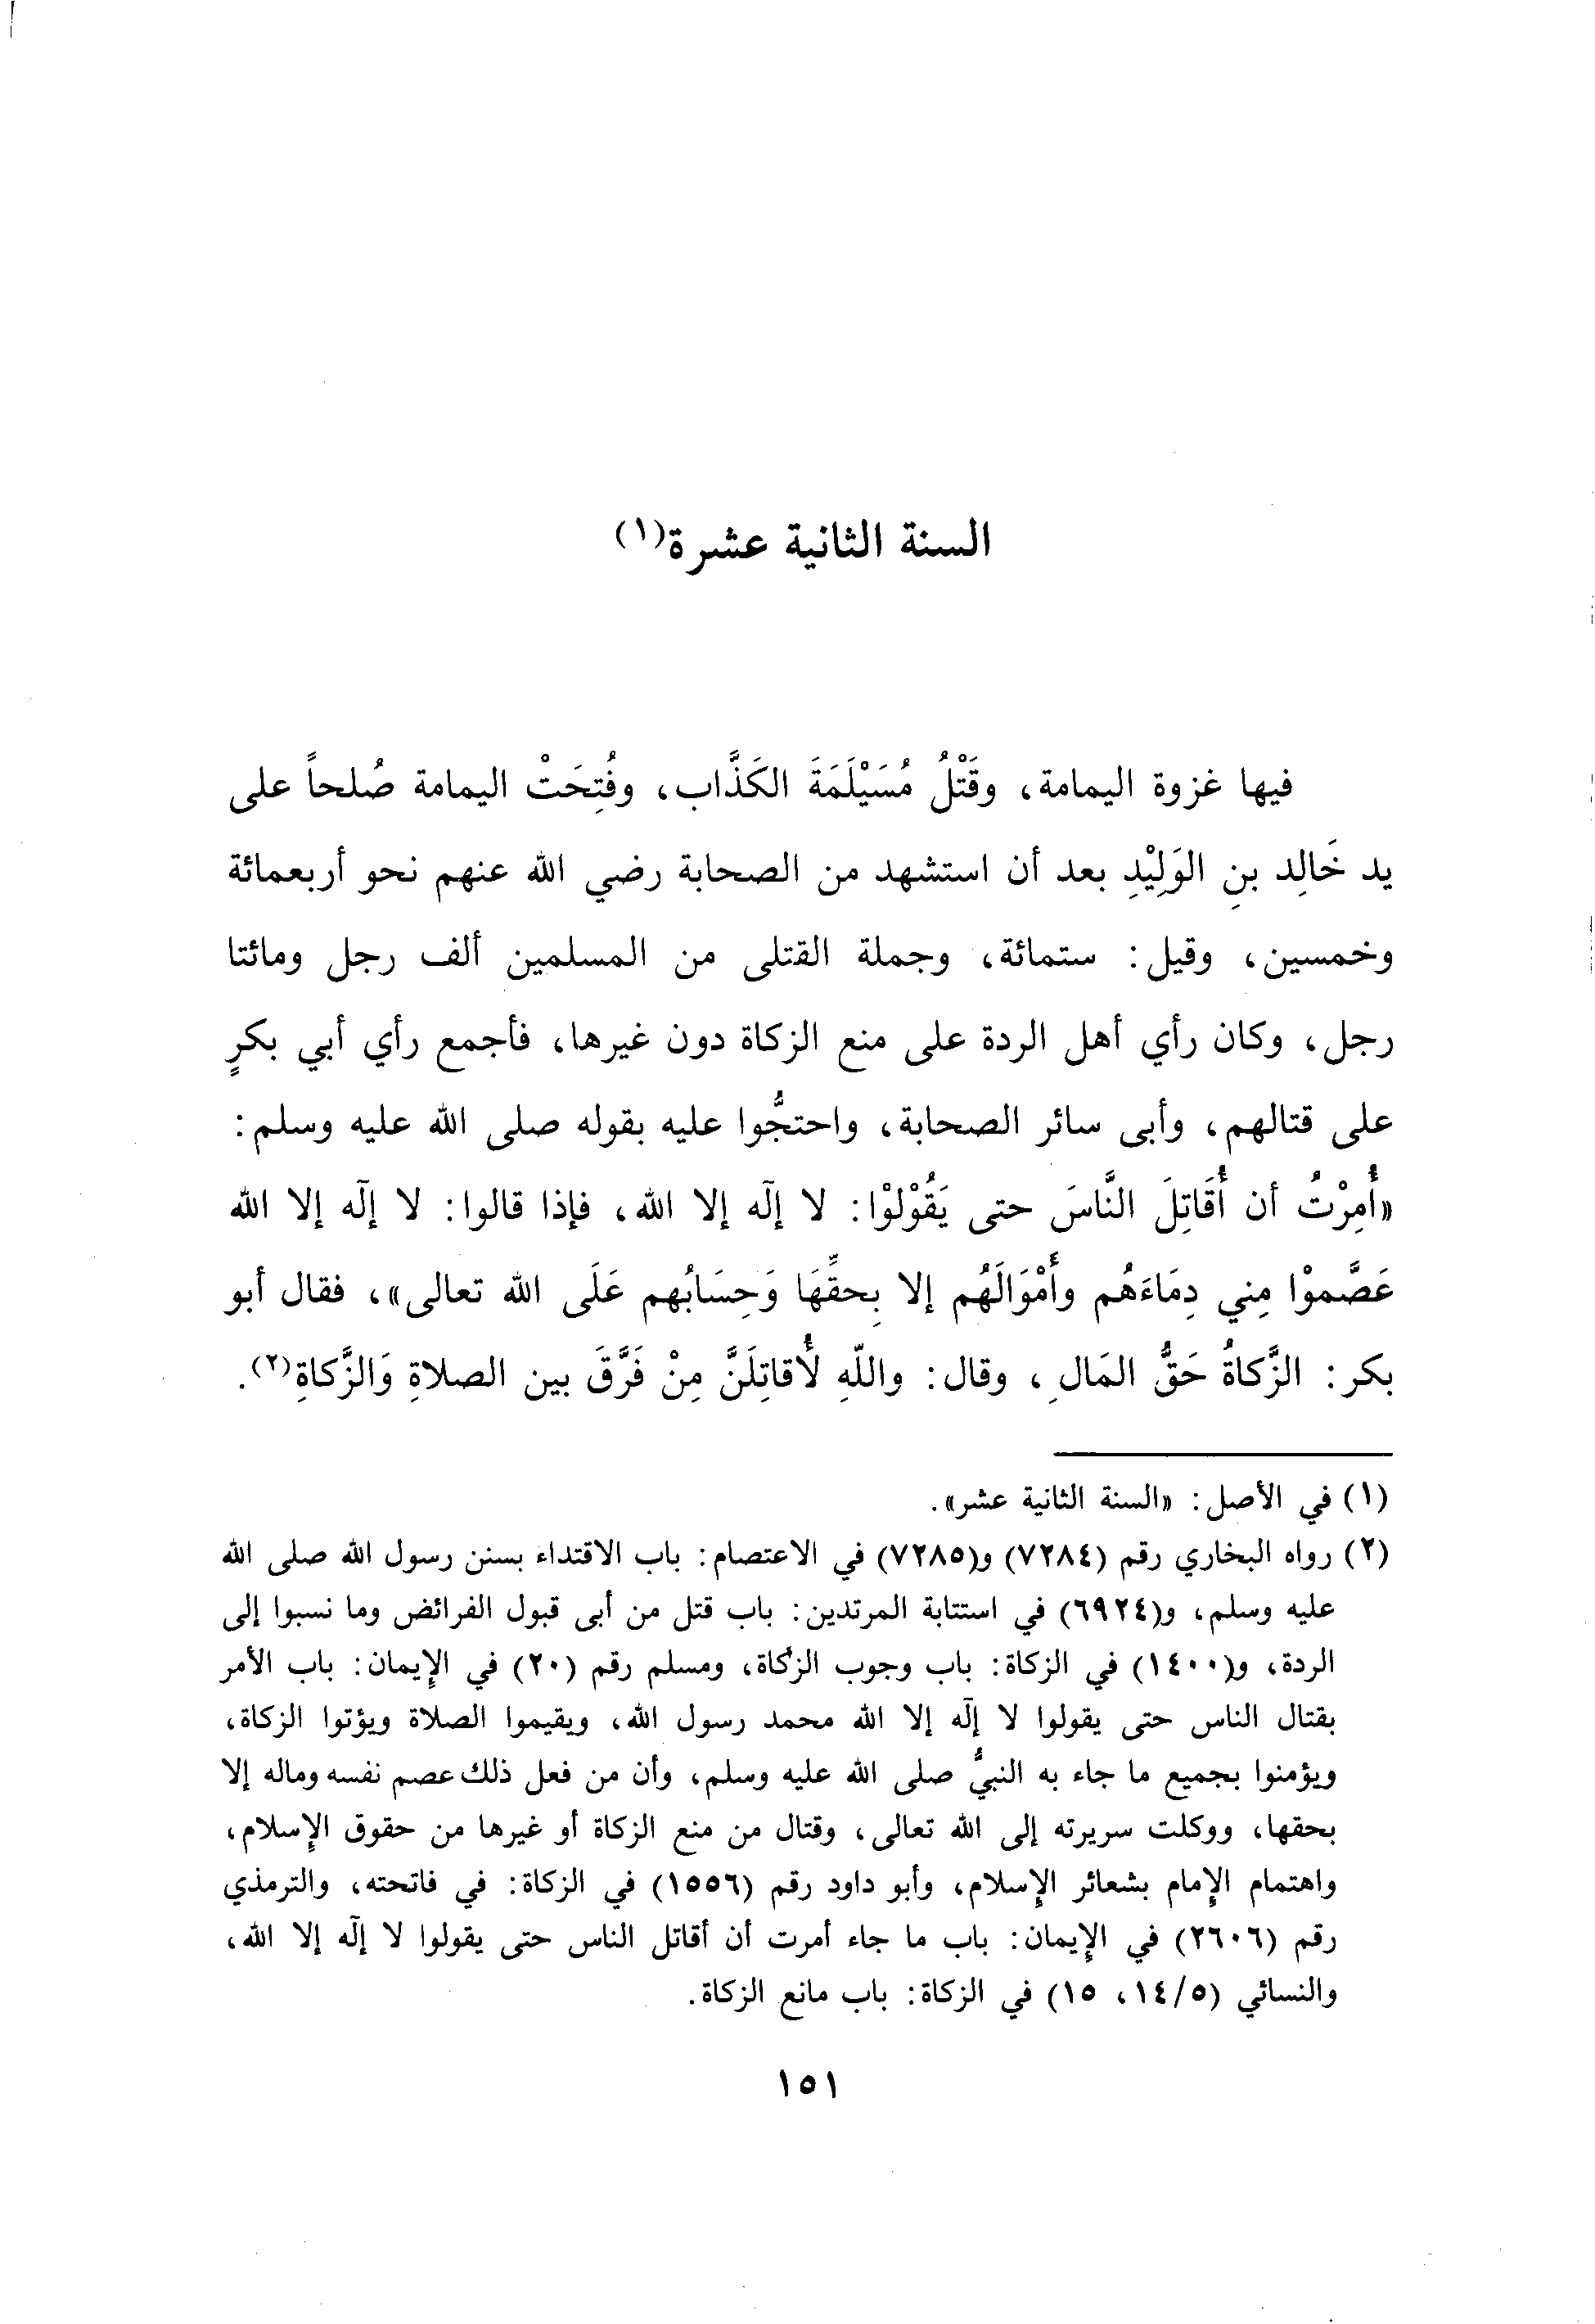 السنة الثانية عشرة(١)
فيها غزوة اليمامة، وقَتْلُ مُسَيْلَمَةَ الكَذَّاب، وفُتِحَتْ اليمامة صُلحاً على
يد خَالِد بنِ الوَلِيْدِ بعد أن استشهد من الصحابة رضي الله عنهم نحو أربعمائة
وخمسين، وقيل: ستمائة، وجملة القتلى من المسلمين ألف رجل ومائتا
رجل، وكان رأي أهل الردة على منع الزكاة دون غيرها، فأجمع رأي أبي بكرٍ
على قتالهم، وأبى سائر الصحابة، واحتجُّوا عليه بقوله صلى الله عليه وسلم:
«أُمِرْتُ أن أُقَاتِلَ النَّاسَ حتى يَقُوْلوْا: لا إلٓه إلا الله، فإذا قالوا: لا إلٓه إلا الله
عَصَّموْا مِني دِمَاءَهُم وأَمْوَالَهُم إلا بِحقِّهَا وَحِسَابُهم عَلَى الله تعالى»، فقال أبو
بكر: الزَّكاةُ حَقُّ المَالِ، وقال: واللّهِ لأُقاتِلَنَّ مِنْ فَرَّقَ بين الصلاةِ وَالزَّكاةِ(٢).
(١) في الأصل: «السنة الثانية عشر».
(٢) رواه البخاري رقم (٧٢٨٤) و(٧٢٨٥) في الاعتصام: باب الاقتداء بسنن رسول الله صلى الله
عليه وسلم، و(٦٩٢٤) في استتابة المرتدين: باب قتل من أبى قبول الفرائض وما نسبوا إلى
الردة، و(١٤٠٠) في الزكاة: باب وجوب الزكاة، ومسلم رقم (٢٠) في الإيمان: باب الأمر
بقتال الناس حتى يقولوا لا إلٓه إلا الله محمد رسول الله، ويقيموا الصلاة ويؤتوا الزكاة،
ويؤمنوا بجميع ما جاء به النبيُّ صلى الله عليه وسلم، وأن من فعل ذلك عصم نفسه وماله إلا
بحقها، ووكلت سريرته إلى الله تعالى، وقتال من منع الزكاة أو غيرها من حقوق الإسلام،
واهتمام الإمام بشعائر الإسلام، وأبو داود رقم (١٥٥٦) في الزكاة: في فاتحته، والترمذي
رقم (٢٦٠٦) في الإيمان: باب ما جاء أمرت أن أقاتل الناس حتى يقولوا لا إلٓه إلا الله،
والنسائي (١٤/٥، ١٥) في الزكاة: باب مانع الزكاة.
١٥١